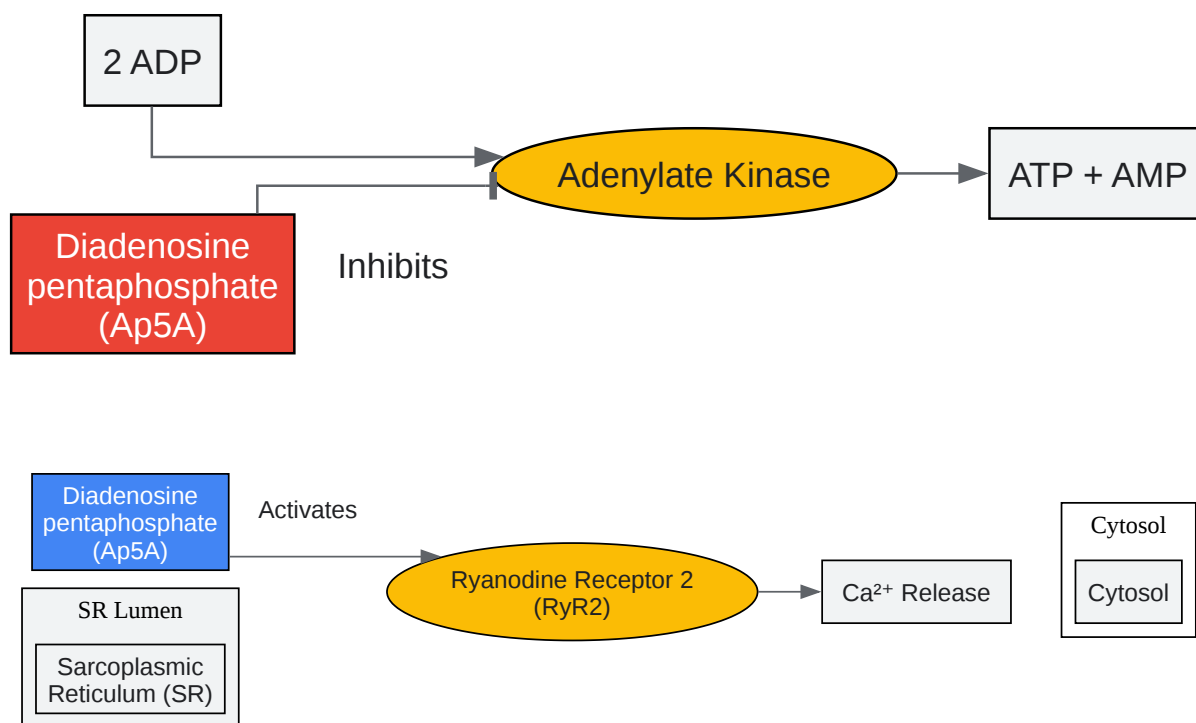 2 ADP
Adenylate Kinase
ATP + AMP
Diadenosine
pentaphosphate
(Ap5A)
Inhibits
Diadenosine
pentaphosphate
(Ap5A)
Activates
Ryanodine Receptor 2
(RyR2)
Ca²⁺ Release
Cytosol
Cytosol
SR Lumen
Sarcoplasmic
Reticulum (SR)